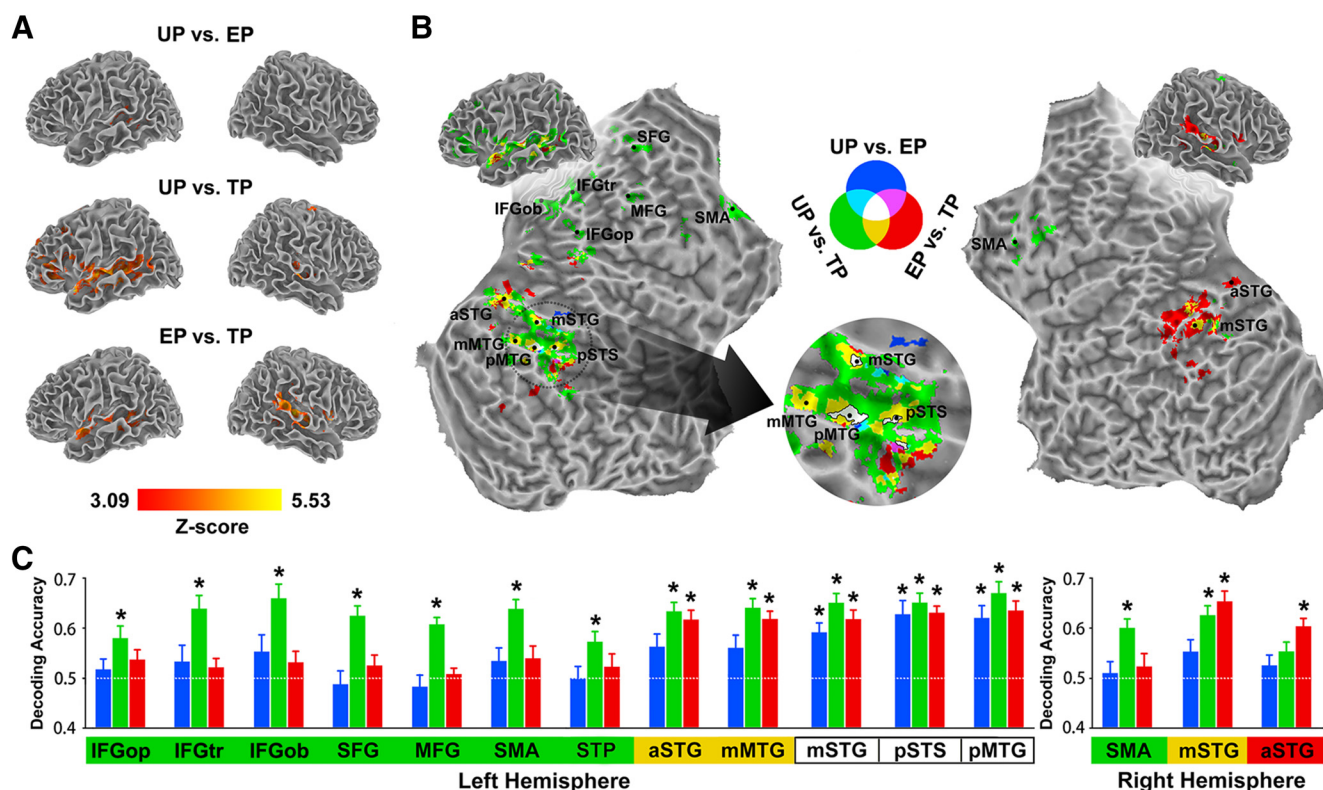 A
UP vs. EP
UP vs. TP
EP vs. TP
3.09
5.53
Z-score
B
SFG
IFGtr
IFGob
MFG
SMA
IFGop
aSTG
mSTG
mMTG
pMTG
pSTS
UP vs. EP
UP vs. TP
EP vs. TP
mSTG
mMTG
pMTG
pSTS
SMA
aSTG
mSTG
C
Decoding Accuracy
0.7
0.6
0.5
0.4
* * * * * * * * * * * * * * * * * * * *
IFGop IFGtr IFGob SFG MFG SMA STP aSTG mMTG mSTG pSTS pMTG
Left Hemisphere
Decoding Accuracy
0.7
0.6
0.5
0.4
* * * *
SMA mSTG aSTG
Right Hemisphere